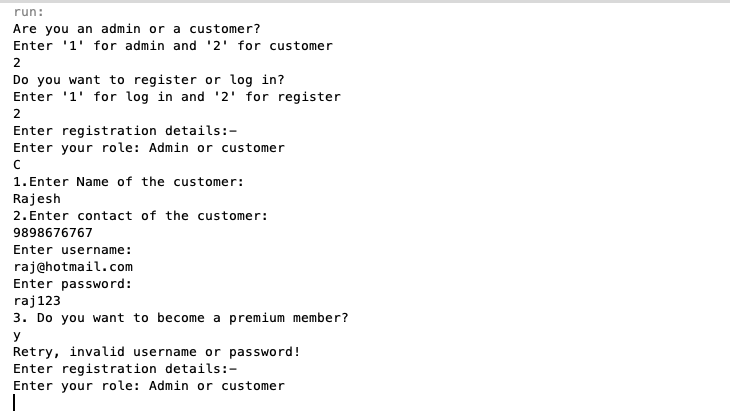 run:
Are you an admin or a customer?
Enter '1' for admin and '2' for customer
2
Do you want to register or log in?
Enter '1' for log in and '2' for register
2
Enter registration details:–
Enter your role: Admin or customer
C
1.Enter Name of the customer:
Rajesh
2.Enter contact of the customer:
9898676767
Enter username:
raj@hotmail.com
Enter password:
raj123
3. Do you want to become a premium member?
y
Retry, invalid username or password!
Enter registration details:–
Enter your role: Admin or customer